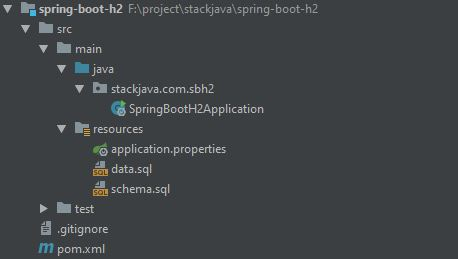 spring-boot-h2 F:\project\stackjava\spring-boot-h2
src
main
java
stackjava.com.sbh2
SpringBootH2Application
resources
application.properties
data.sql
schema.sql
test
.gitignore
pom.xml